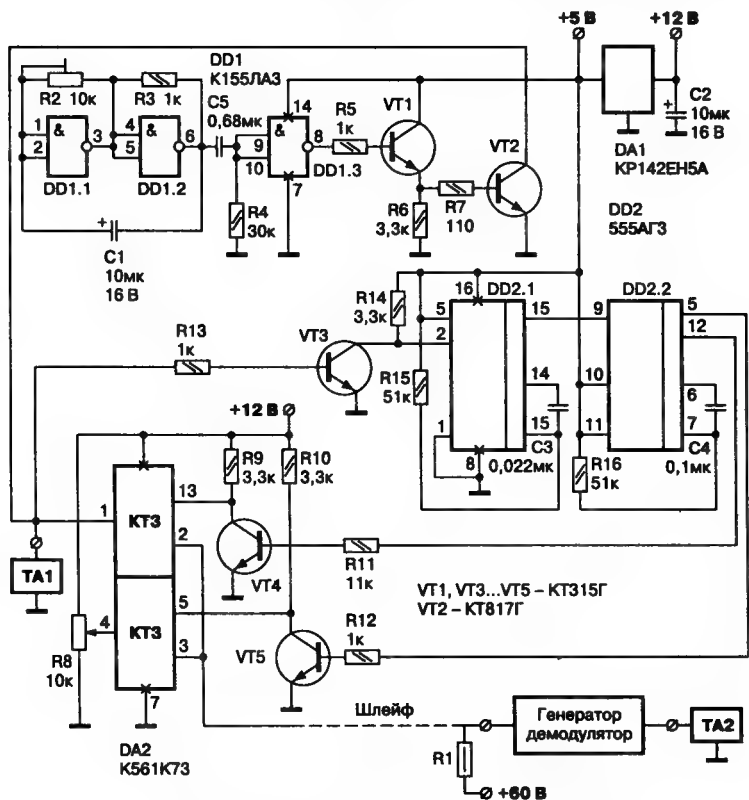 +5 В
+12 В
DD1
К155ЛА3
R2 10к
R3 1к
C5
0,68мк
R5
1к
VT1
VT2
C2
10мк
16 В
1
2
&
3
4
5
&
6
9
10
&
14
8
7
DD1.1
DD1.2
DD1.3
DA1
КР142ЕН5А
R4
30к
R6
3,3к
R7
110
C1
10мк
16 В
DD2
555АГ3
R14
3,3к
16
DD2.1
DD2.2
5
2
15
9
5
12
R13
1к
VT3
R15
51к
14
10
6
1
15
11
7
8
C3
0,022мк
R16
51к
C4
0,1мк
+12 В
R9
3,3к
R10
3,3к
1
КТ3
13
2
VT4
R11
11к
ТА1
VT1, VT3...VT5 – КТ315Г
VT2 – КТ817Г
R8
10к
4
КТ3
5
3
7
VT5
R12
1к
DA2
К561К73
Шлейф
R1
+60 В
Генератор
демодулятор
ТА2